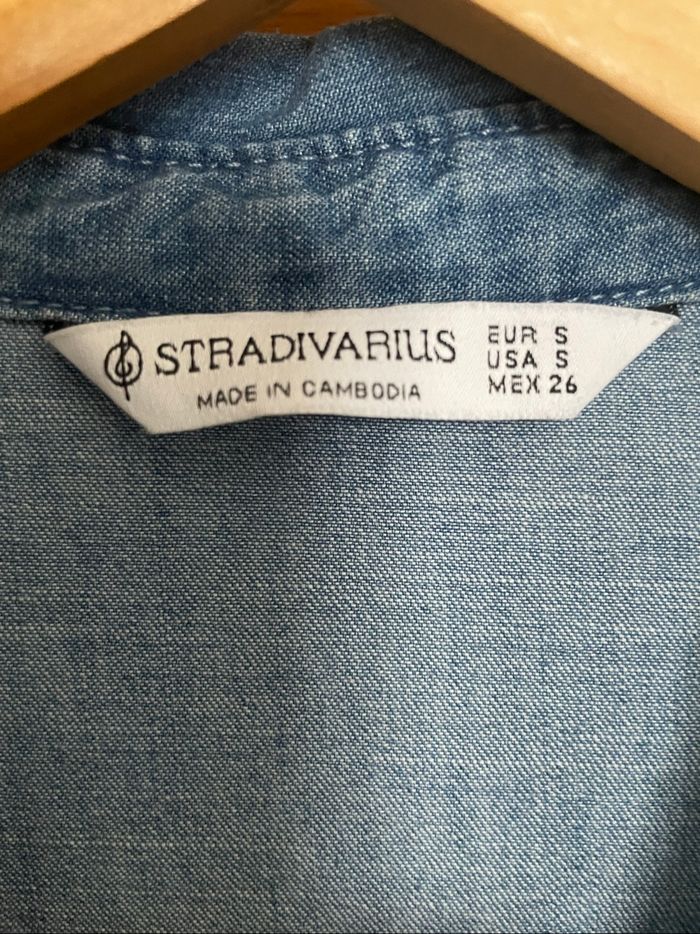 STRADIVARIUS
MADE IN CAMBODIA
EUR S
USA S
MEX 26